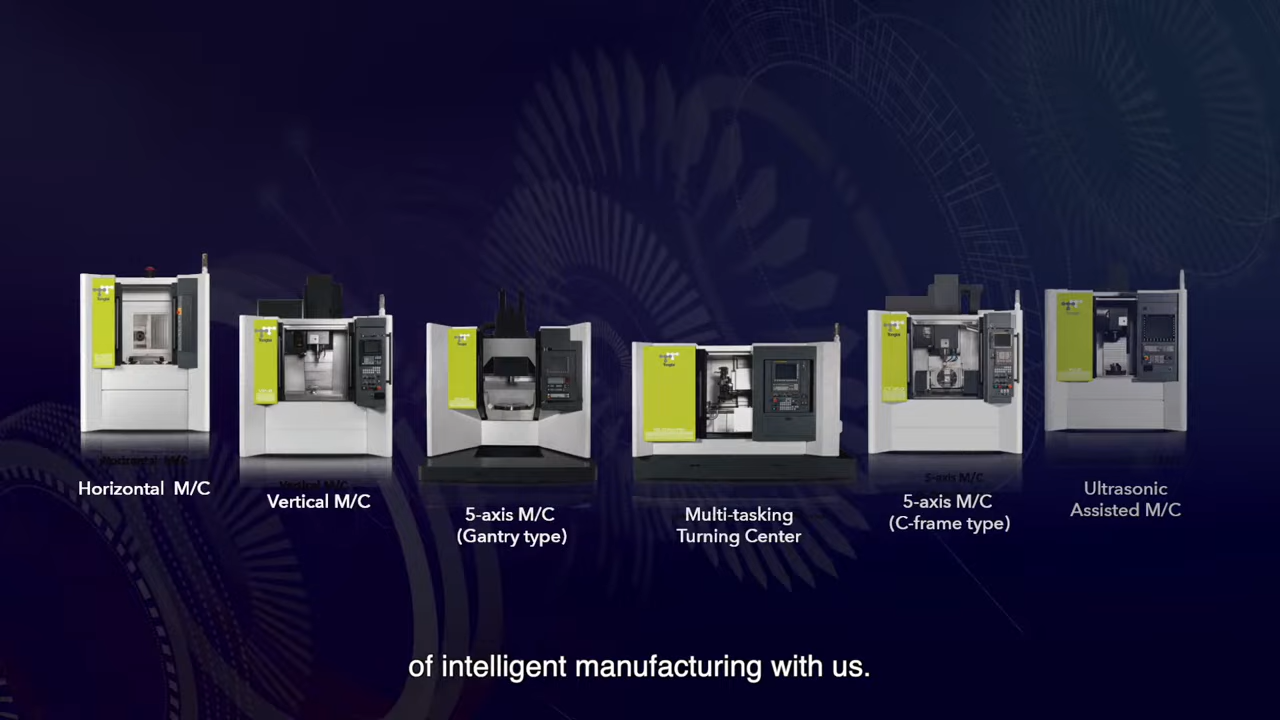 Horizontal M/C
Vertical M/C
5-axis M/C
(Gantry type)
Multi-tasking
Turning Center
5-axis M/C
(C-frame type)
Ultrasonic
Assisted M/C
of intelligent manufacturing with us.